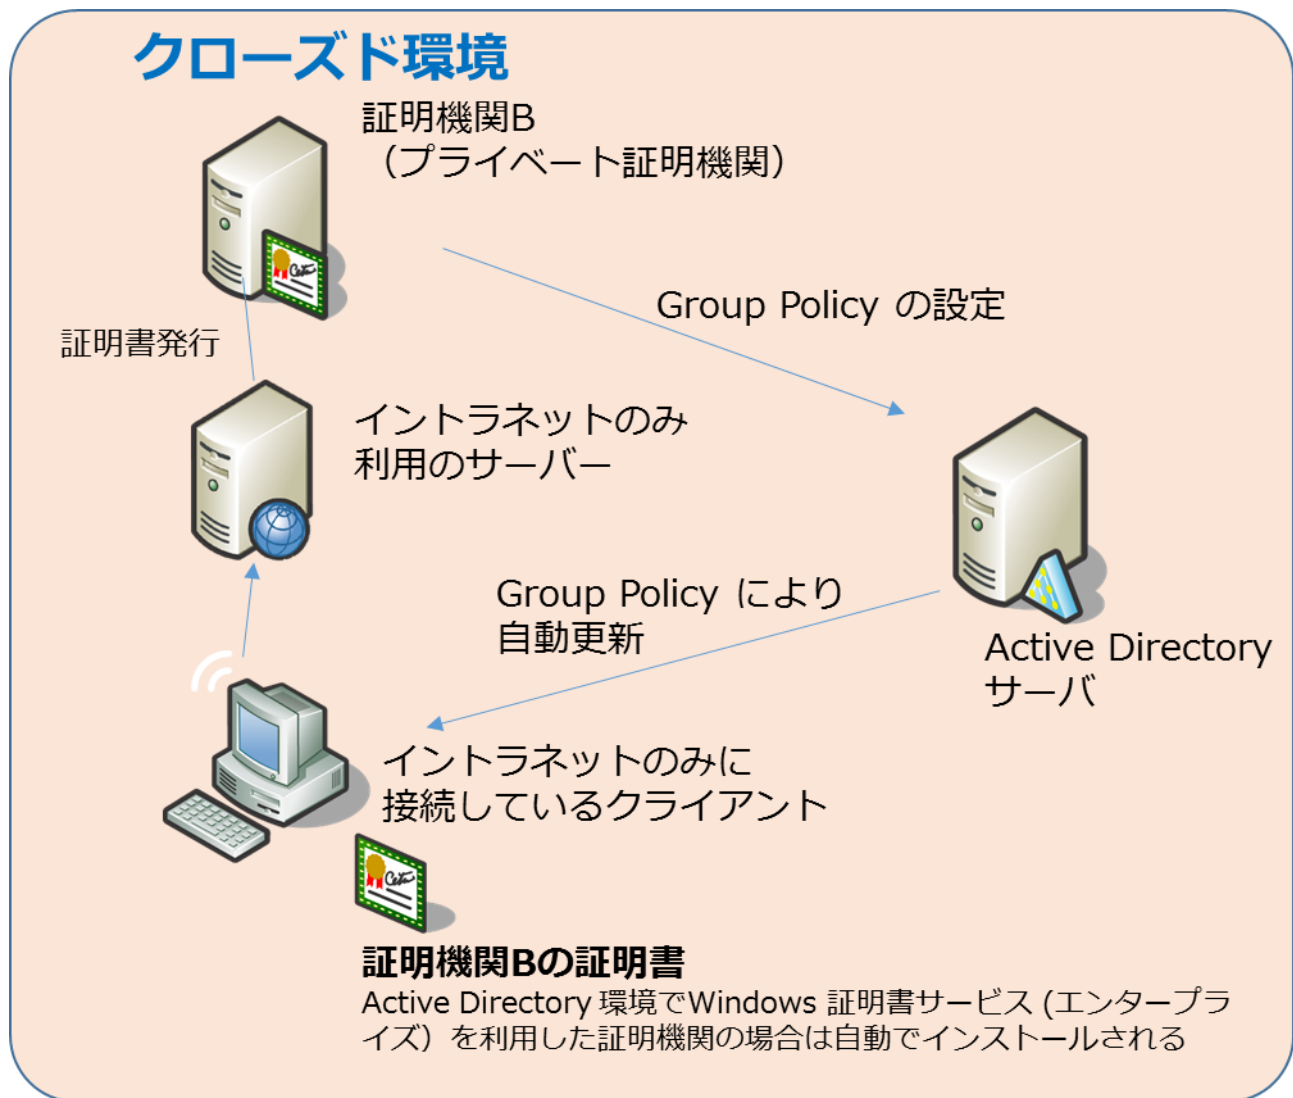 クローズド環境
証明機関B
（プライベート証明機関）
Group Policy の設定
証明書発行
イントラネットのみ
利用のサーバー
Group Policy により
自動更新
Active Directory
サーバ
イントラネットのみに
接続しているクライアント
証明機関Bの証明書
Active Directory 環境でWindows 証明書サービス (エンタープラ
イズ）を利用した証明機関の場合は自動でインストールされる